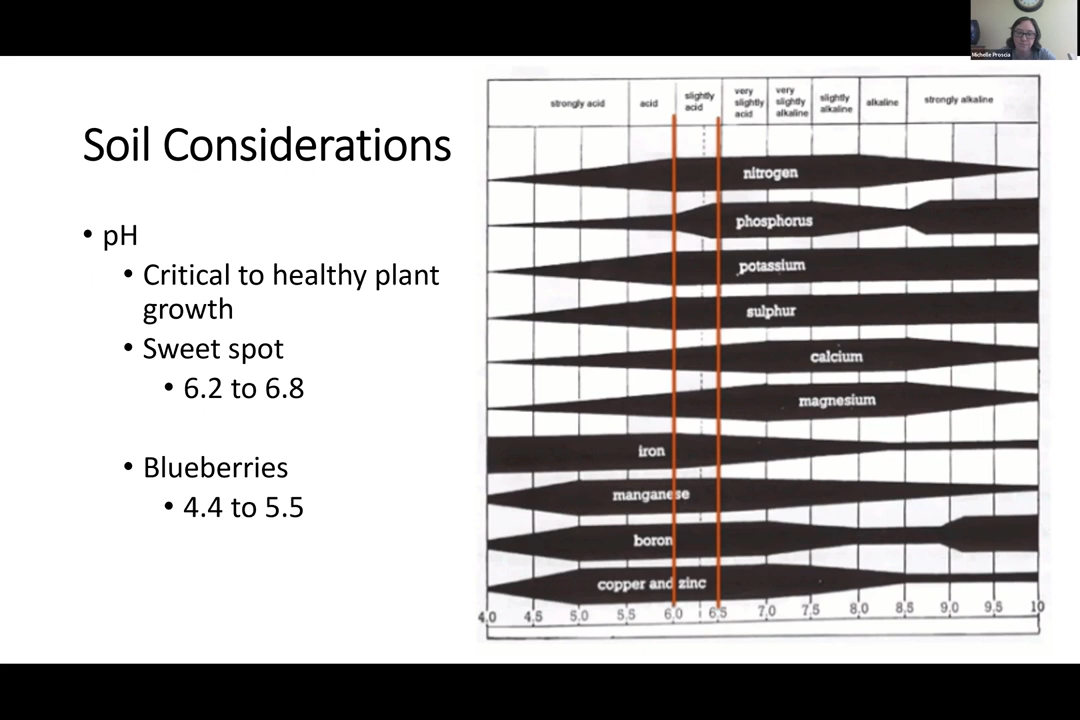 Michelle Proscia
Soil Considerations
• pH
• Critical to healthy plant
growth
• Sweet spot
• 6.2 to 6.8
• Blueberries
• 4.4 to 5.5
strongly acid
acid
slightly
acid
very
slightly
acid
very
slightly
alkaline
slightly
alkaline
alkaline
strongly alkaline
nitrogen
phosphorus
potassium
sulphur
calcium
magnesium
iron
manganese
boron
copper and zinc
4.0 4.5 5.0 5.5 6.0 6.5 7.0 7.5 8.0 8.5 9.0 9.5 10